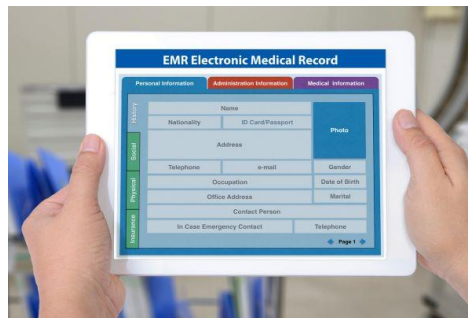 EMR Electronic Medical Record
Personal Information Administration Information Medical Information
History
Social
Physical
Insurance
Name
Nationality ID Card/Passport
Photo
Address
Telephone e-mail Gender
Occupation Date of Birth
Office Address Marital
Contact Person
In Case Emergency Contact Telephone
Page 1